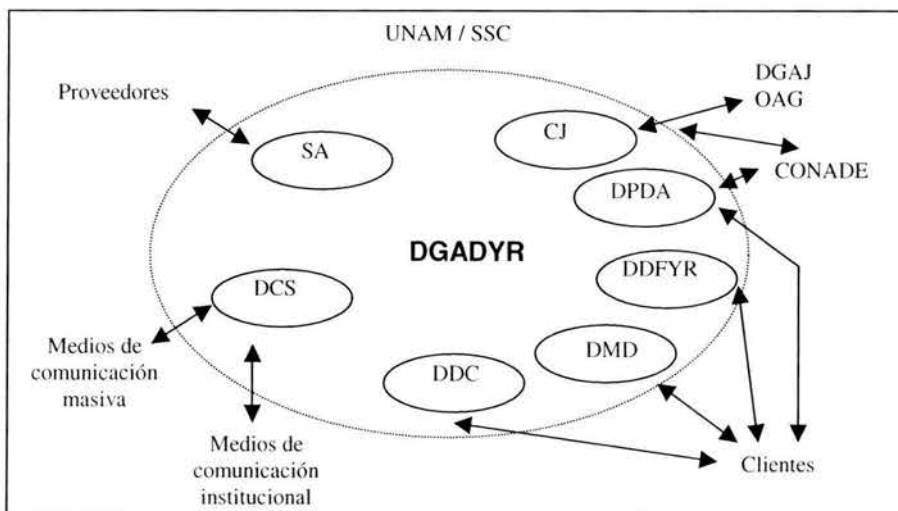 UNAM / SSC
Proveedores
DGAJ
OAG
SA
CJ
CONADE
DPDA
DGADYR
DDFYR
DCS
Medios de
comunicación
masiva
DMD
DDC
Medios de
comunicación
institucional
Clientes